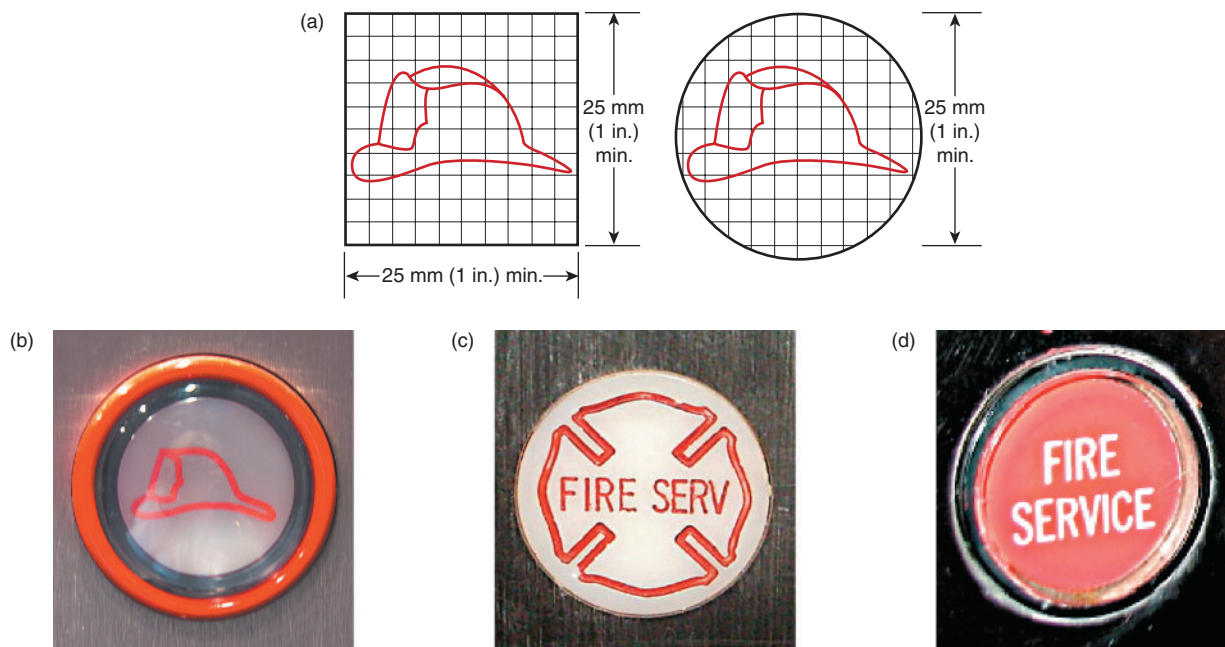 (a)
25 mm
(1 in.)
min.
25 mm
(1 in.)
min.
25 mm (1 in.) min.
(b)
(c)
(d)
FIRE SERV
FIRE
SERVICE